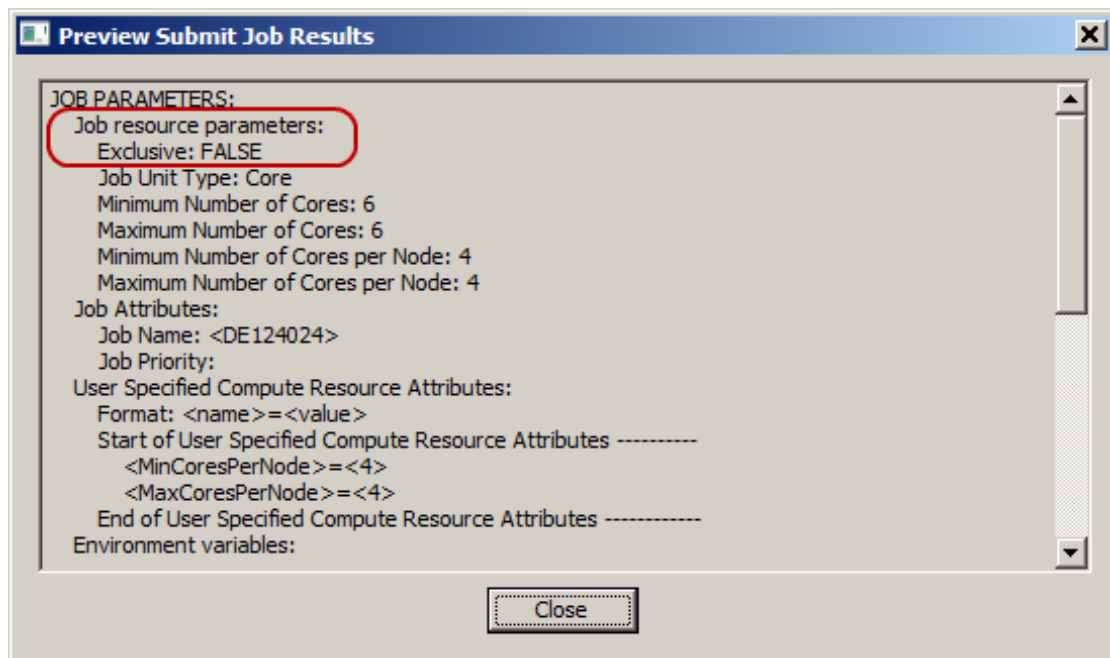 Preview Submit Job Results
JOB PARAMETERS:
Job resource parameters:
Exclusive: FALSE
Job Unit Type: Core
Minimum Number of Cores: 6
Maximum Number of Cores: 6
Minimum Number of Cores per Node: 4
Maximum Number of Cores per Node: 4
Job Attributes:
Job Name: <DE124024>
Job Priority:
User Specified Compute Resource Attributes:
Format: <name>=<value>
Start of User Specified Compute Resource Attributes ----------
<MinCoresPerNode>=<4>
<MaxCoresPerNode>=<4>
End of User Specified Compute Resource Attributes ------------
Environment variables:
Close